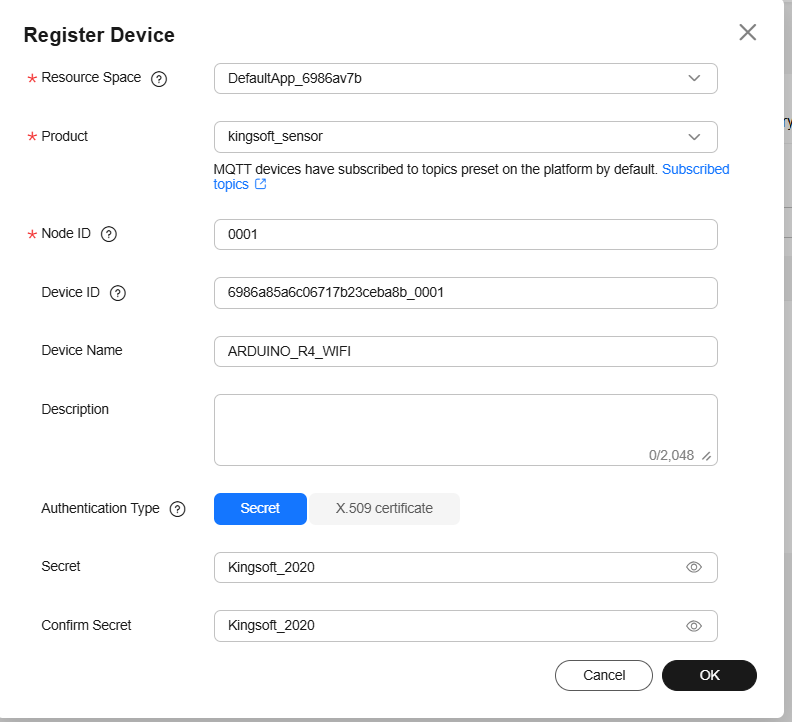 Register Device
* Resource Space ?
DefaultApp_6986av7b
* Product
kingsoft_sensor
MQTT devices have subscribed to topics preset on the platform by default. Subscribed
topics
* Node ID ?
0001
Device ID ?
6986a85a6c06717b23ceba8b_0001
Device Name
ARDUINO_R4_WIFI
Description
0/2,048
Authentication Type ?
Secret
X.509 certificate
Secret
Kingsoft_2020
Confirm Secret
Kingsoft_2020
Cancel
OK